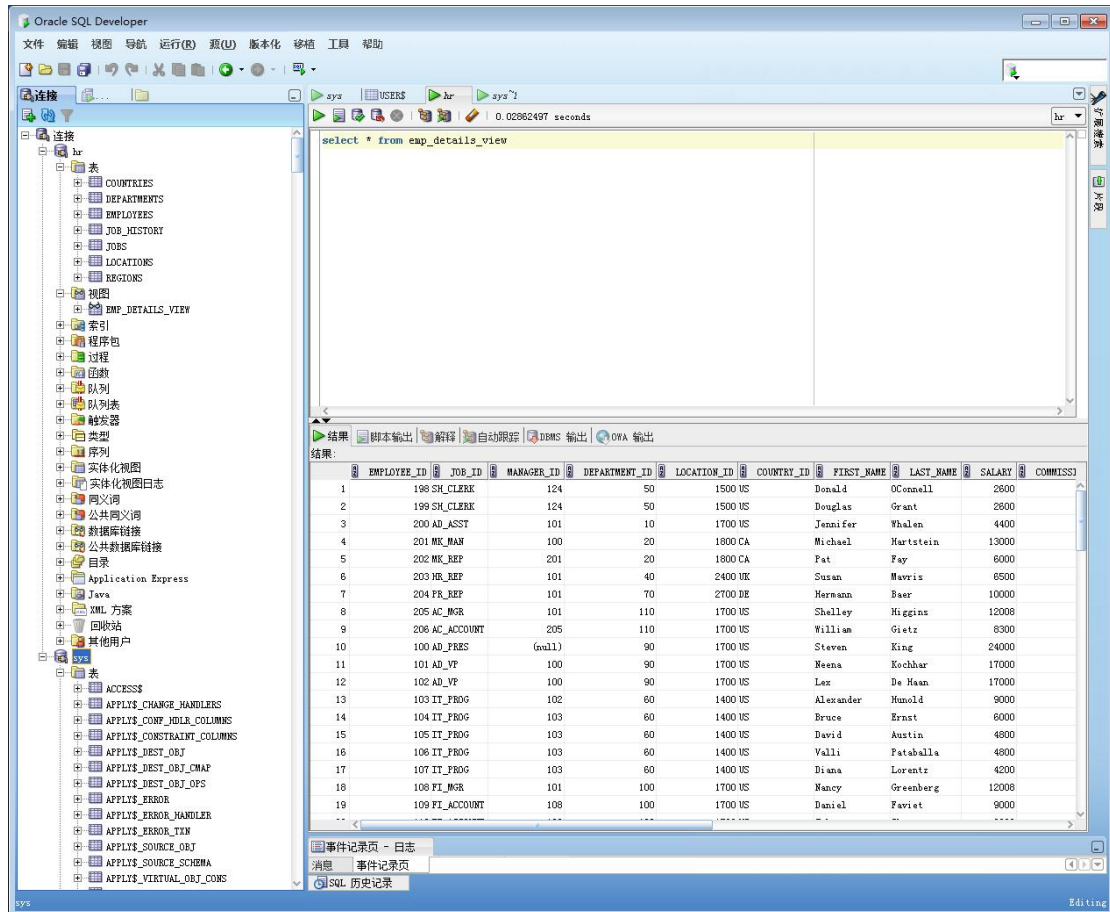 Oracle SQL Developer
文件 编辑 视图 导航 运行(R) 源(U) 版本化 移植 工具 帮助
连接 ...
sys USER$ hr sys~1
0.02862497 seconds hr
select * from emp_details_view
扩展搜索
片段
连接
hr
表
COUNTRIES
DEPARTMENTS
EMPLOYEES
JOB_HISTORY
JOBS
LOCATIONS
REGIONS
视图
EMP_DETAILS_VIEW
索引
程序包
过程
函数
队列
队列表
触发器
类型
序列
实体化视图
实体化视图日志
同义词
公共同义词
数据库链接
公共数据库链接
目录
Application Express
Java
XML 方案
回收站
其他用户
sys
表
ACCESS$
APPLY$_CHANGE_HANDLERS
APPLY$_CONF_HDLR_COLUMNS
APPLY$_CONSTRAINT_COLUMNS
APPLY$_DEST_OBJ
APPLY$_DEST_OBJ_CMAP
APPLY$_DEST_OBJ_OPS
APPLY$_ERROR
APPLY$_ERROR_HANDLER
APPLY$_ERROR_TXN
APPLY$_SOURCE_OBJ
APPLY$_SOURCE_SCHEMA
APPLY$_VIRTUAL_OBJ_CONS
结果 脚本输出 解释 自动跟踪 DBMS 输出 OWA 输出
结果:
EMPLOYEE_ID JOB_ID MANAGER_ID DEPARTMENT_ID LOCATION_ID COUNTRY_ID FIRST_NAME LAST_NAME SALARY COMMISSI
1 198 SH_CLERK 124 50 1500 US Donald OConnell 2600
2 199 SH_CLERK 124 50 1500 US Douglas Grant 2600
3 200 AD_ASST 101 10 1700 US Jennifer Whalen 4400
4 201 MK_MAN 100 20 1800 CA Michael Hartstein 13000
5 202 MK_REP 201 20 1800 CA Pat Fay 6000
6 203 HR_REP 101 40 2400 UK Susan Mavris 6500
7 204 PR_REP 101 70 2700 DE Hermann Baer 10000
8 205 AC_MGR 101 110 1700 US Shelley Higgins 12008
9 206 AC_ACCOUNT 205 110 1700 US William Gietz 8300
10 100 AD_PRES (null) 90 1700 US Steven King 24000
11 101 AD_VP 100 90 1700 US Neena Kochhar 17000
12 102 AD_VP 100 90 1700 US Lex De Haan 17000
13 103 IT_PROG 102 60 1400 US Alexander Hunold 9000
14 104 IT_PROG 103 60 1400 US Bruce Ernst 6000
15 105 IT_PROG 103 60 1400 US David Austin 4800
16 106 IT_PROG 103 60 1400 US Valli Pataballa 4800
17 107 IT_PROG 103 60 1400 US Diana Lorentz 4200
18 108 FI_MGR 101 100 1700 US Nancy Greenberg 12008
19 109 FI_ACCOUNT 108 100 1700 US Daniel Faviet 9000
事件记录页 - 日志
消息 事件记录页
SQL 历史记录
sys Editing